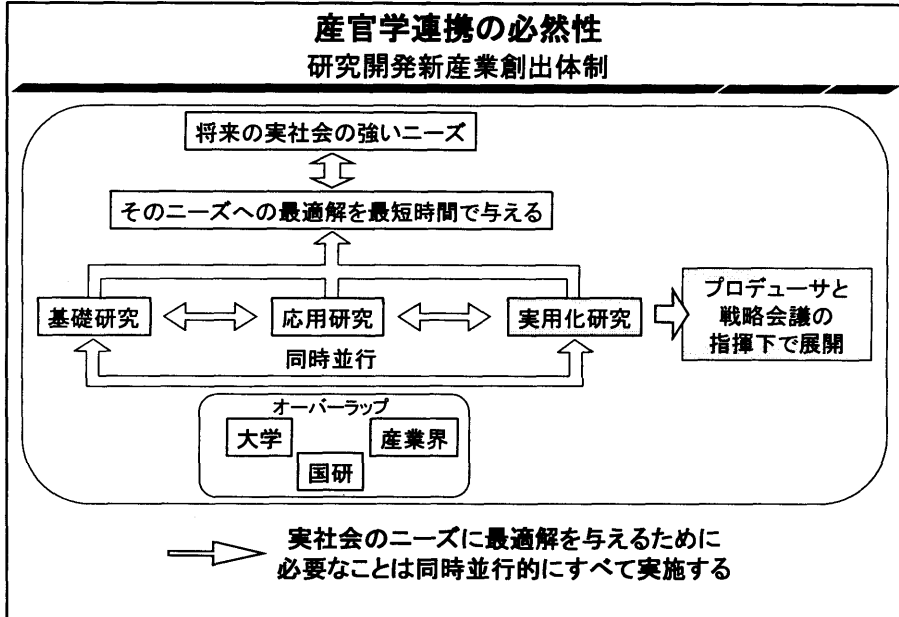 産官学連携の必然性
研究開発新産業創出体制
将来の実社会の強いニーズ
そのニーズへの最適解を最短時間で与える
基礎研究
応用研究
実用化研究
プロデューサと
戦略会議の
指揮下で展開
同時並行
オーバーラップ
大学
産業界
国研
実社会のニーズに最適解を与えるために
必要なことは同時並行的にすべて実施する